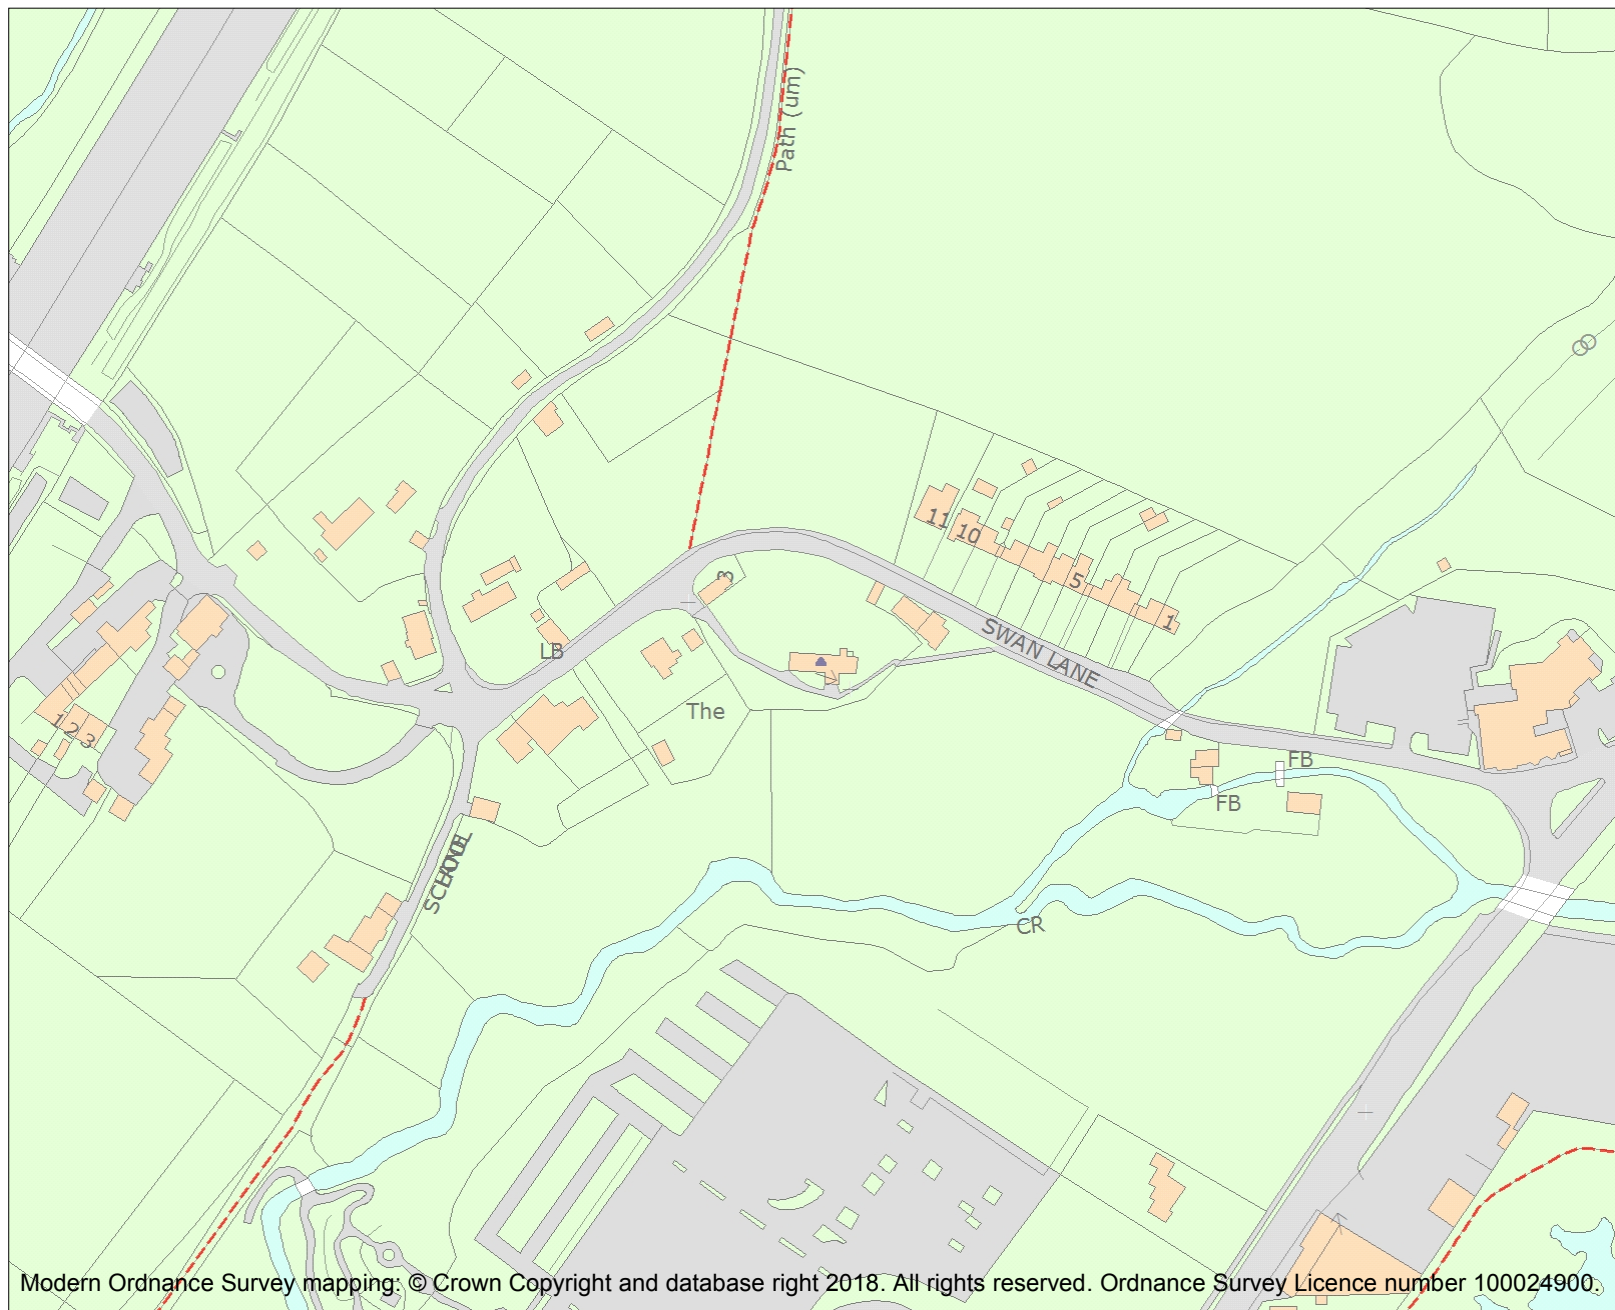 Path (um)
11
10
5
1
3
SWAN LANE
LB
The
1 2 3
FB
FB
SCHOOL
LAND
CR
Modern Ordnance Survey mapping: © Crown Copyright and database right 2018. All rights reserved. Ordnance Survey Licence number 100024900.